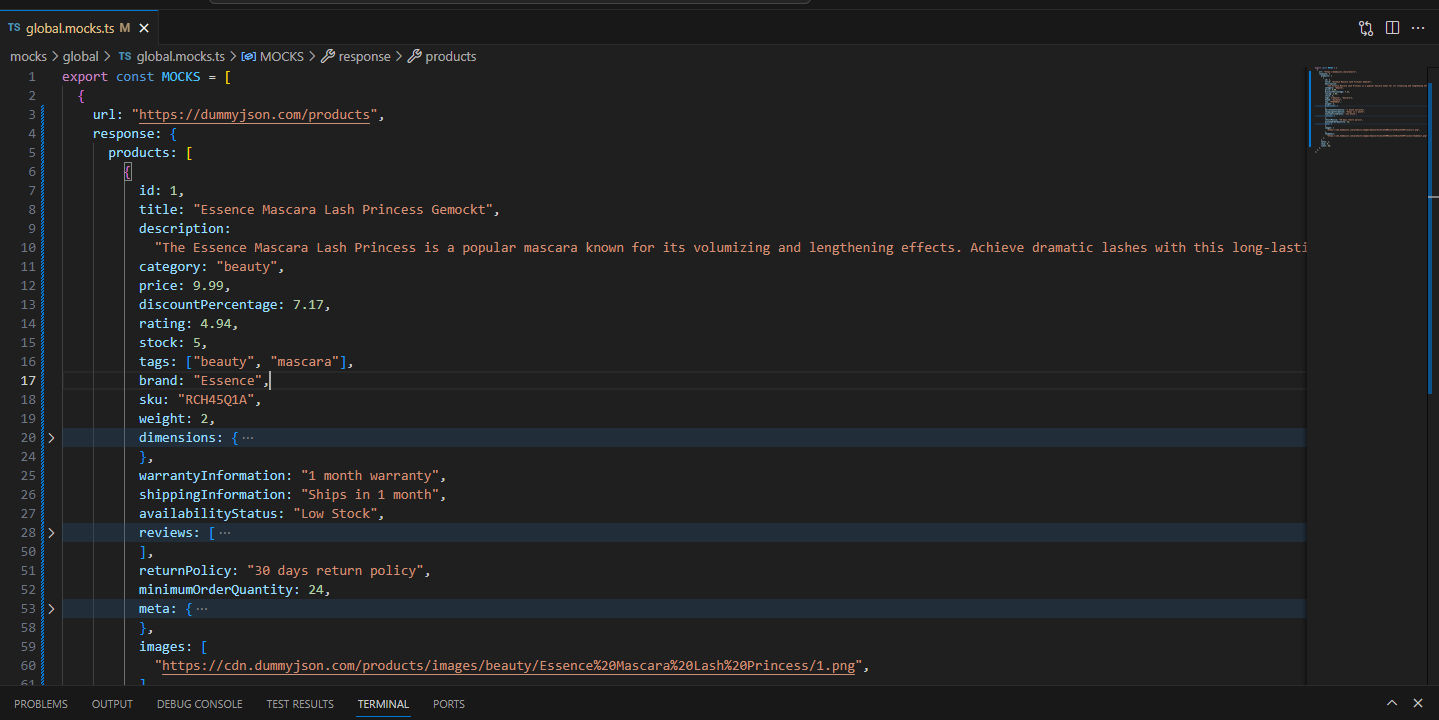 TS global.mocks.ts M
mocks > global > TS global.mocks.ts > MOCKS > response > products
1 export const MOCKS = [
2 {
3 url: "https://dummyjson.com/products",
4 response: {
5 products: [
6 {
7 id: 1,
8 title: "Essence Mascara Lash Princess Gemockt",
9 description:
10 "The Essence Mascara Lash Princess is a popular mascara known for its volumizing and lengthening effects. Achieve dramatic lashes with this long-lasti
11 category: "beauty",
12 price: 9.99,
13 discountPercentage: 7.17,
14 rating: 4.94,
15 stock: 5,
16 tags: ["beauty", "mascara"],
17 brand: "Essence",
18 sku: "RCH45Q1A",
19 weight: 2,
20 dimensions: { ···
24 },
25 warrantyInformation: "1 month warranty",
26 shippingInformation: "Ships in 1 month",
27 availabilityStatus: "Low Stock",
28 reviews: [ ···
50 ],
51 returnPolicy: "30 days return policy",
52 minimumOrderQuantity: 24,
53 meta: { ···
58 },
59 images: [
60 "https://cdn.dummyjson.com/products/images/beauty/Essence%20Mascara%20Lash%20Princess/1.png",
61 ]
PROBLEMS OUTPUT DEBUG CONSOLE TEST RESULTS TERMINAL PORTS